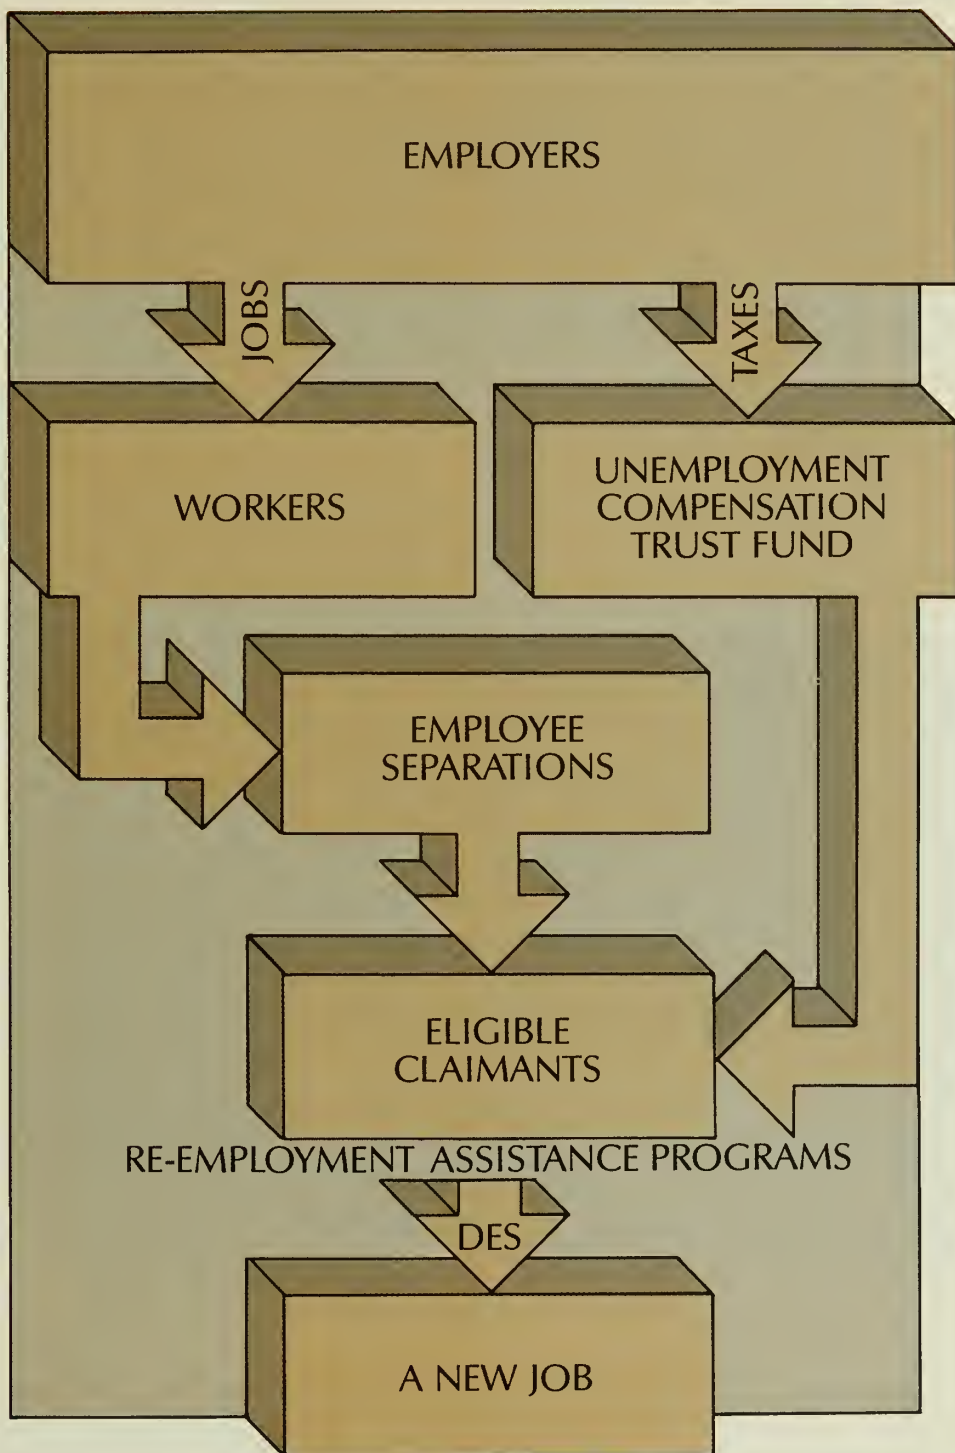 EMPLOYERS
JOBS
TAXES
WORKERS
UNEMPLOYMENT
COMPENSATION
TRUST FUND
EMPLOYEE
SEPARATIONS
ELIGIBLE
CLAIMANTS
RE-EMPLOYMENT ASSISTANCE PROGRAMS
DES
A NEW JOB